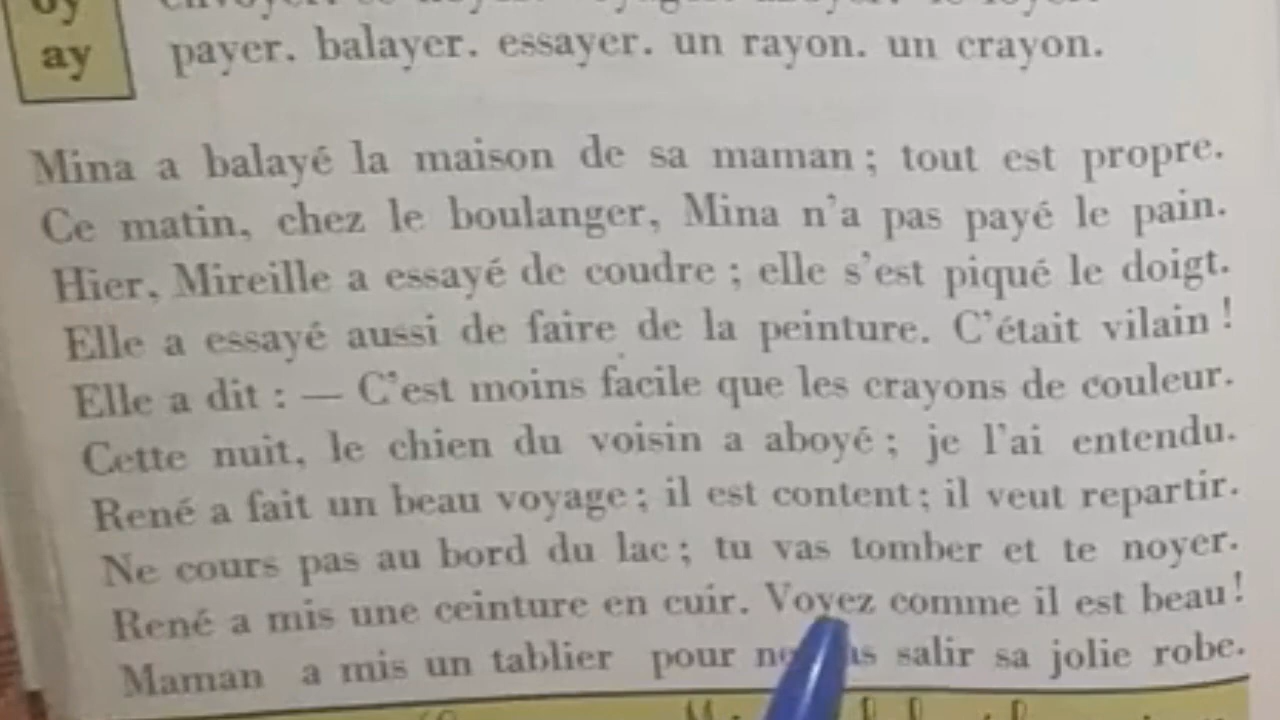 oy
ay
payer. balayer. essayer. un rayon. un crayon.
Mina a balayé la maison de sa maman ; tout est propre.
Ce matin, chez le boulanger, Mina n'a pas payé le pain.
Hier, Mireille a essayé de coudre ; elle s'est piqué le doigt.
Elle a essayé aussi de faire de la peinture. C'était vilain !
Elle a dit : — C'est moins facile que les crayons de couleur.
Cette nuit, le chien du voisin a aboyé ; je l'ai entendu.
René a fait un beau voyage ; il est content ; il veut repartir.
Ne cours pas au bord du lac ; tu vas tomber et te noyer.
René a mis une ceinture en cuir. Voyez comme il est beau !
Maman a mis un tablier pour salir sa jolie robe.